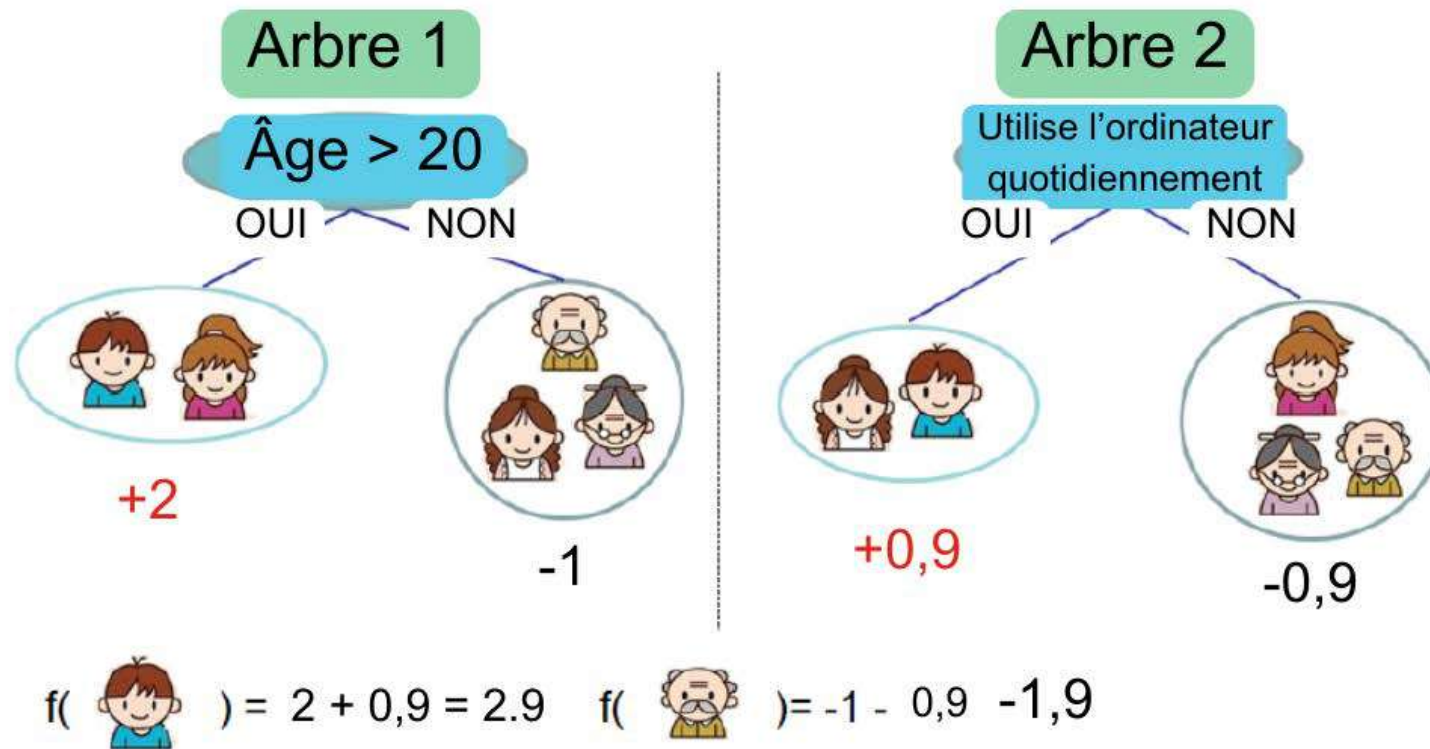 Arbre 1
Arbre 2
Âge > 20
Utilise l'ordinateur
quotidiennement
OUI NON
OUI NON
+2
-1
+0,9
-0,9
f( ) = 2 + 0,9 = 2.9 f( )= -1 - 0,9 -1,9